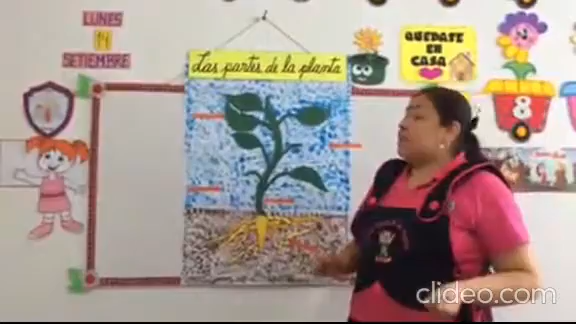 LUNES
14
SETIEMBRE
Las partes de la planta
QUEDATE
EN
CASA
8
clideo.com